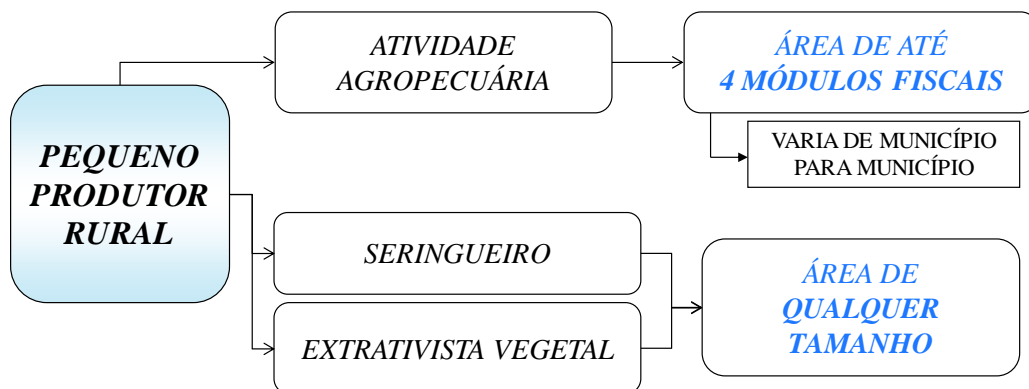 PEQUENO
PRODUTOR
RURAL
ATIVIDADE
AGROPECUÁRIA
ÁREA DE ATÉ
4 MÓDULOS FISCAIS
VARIA DE MUNICÍPIO
PARA MUNICÍPIO
SERINGUEIRO
EXTRATIVISTA VEGETAL
ÁREA DE
QUALQUER
TAMANHO